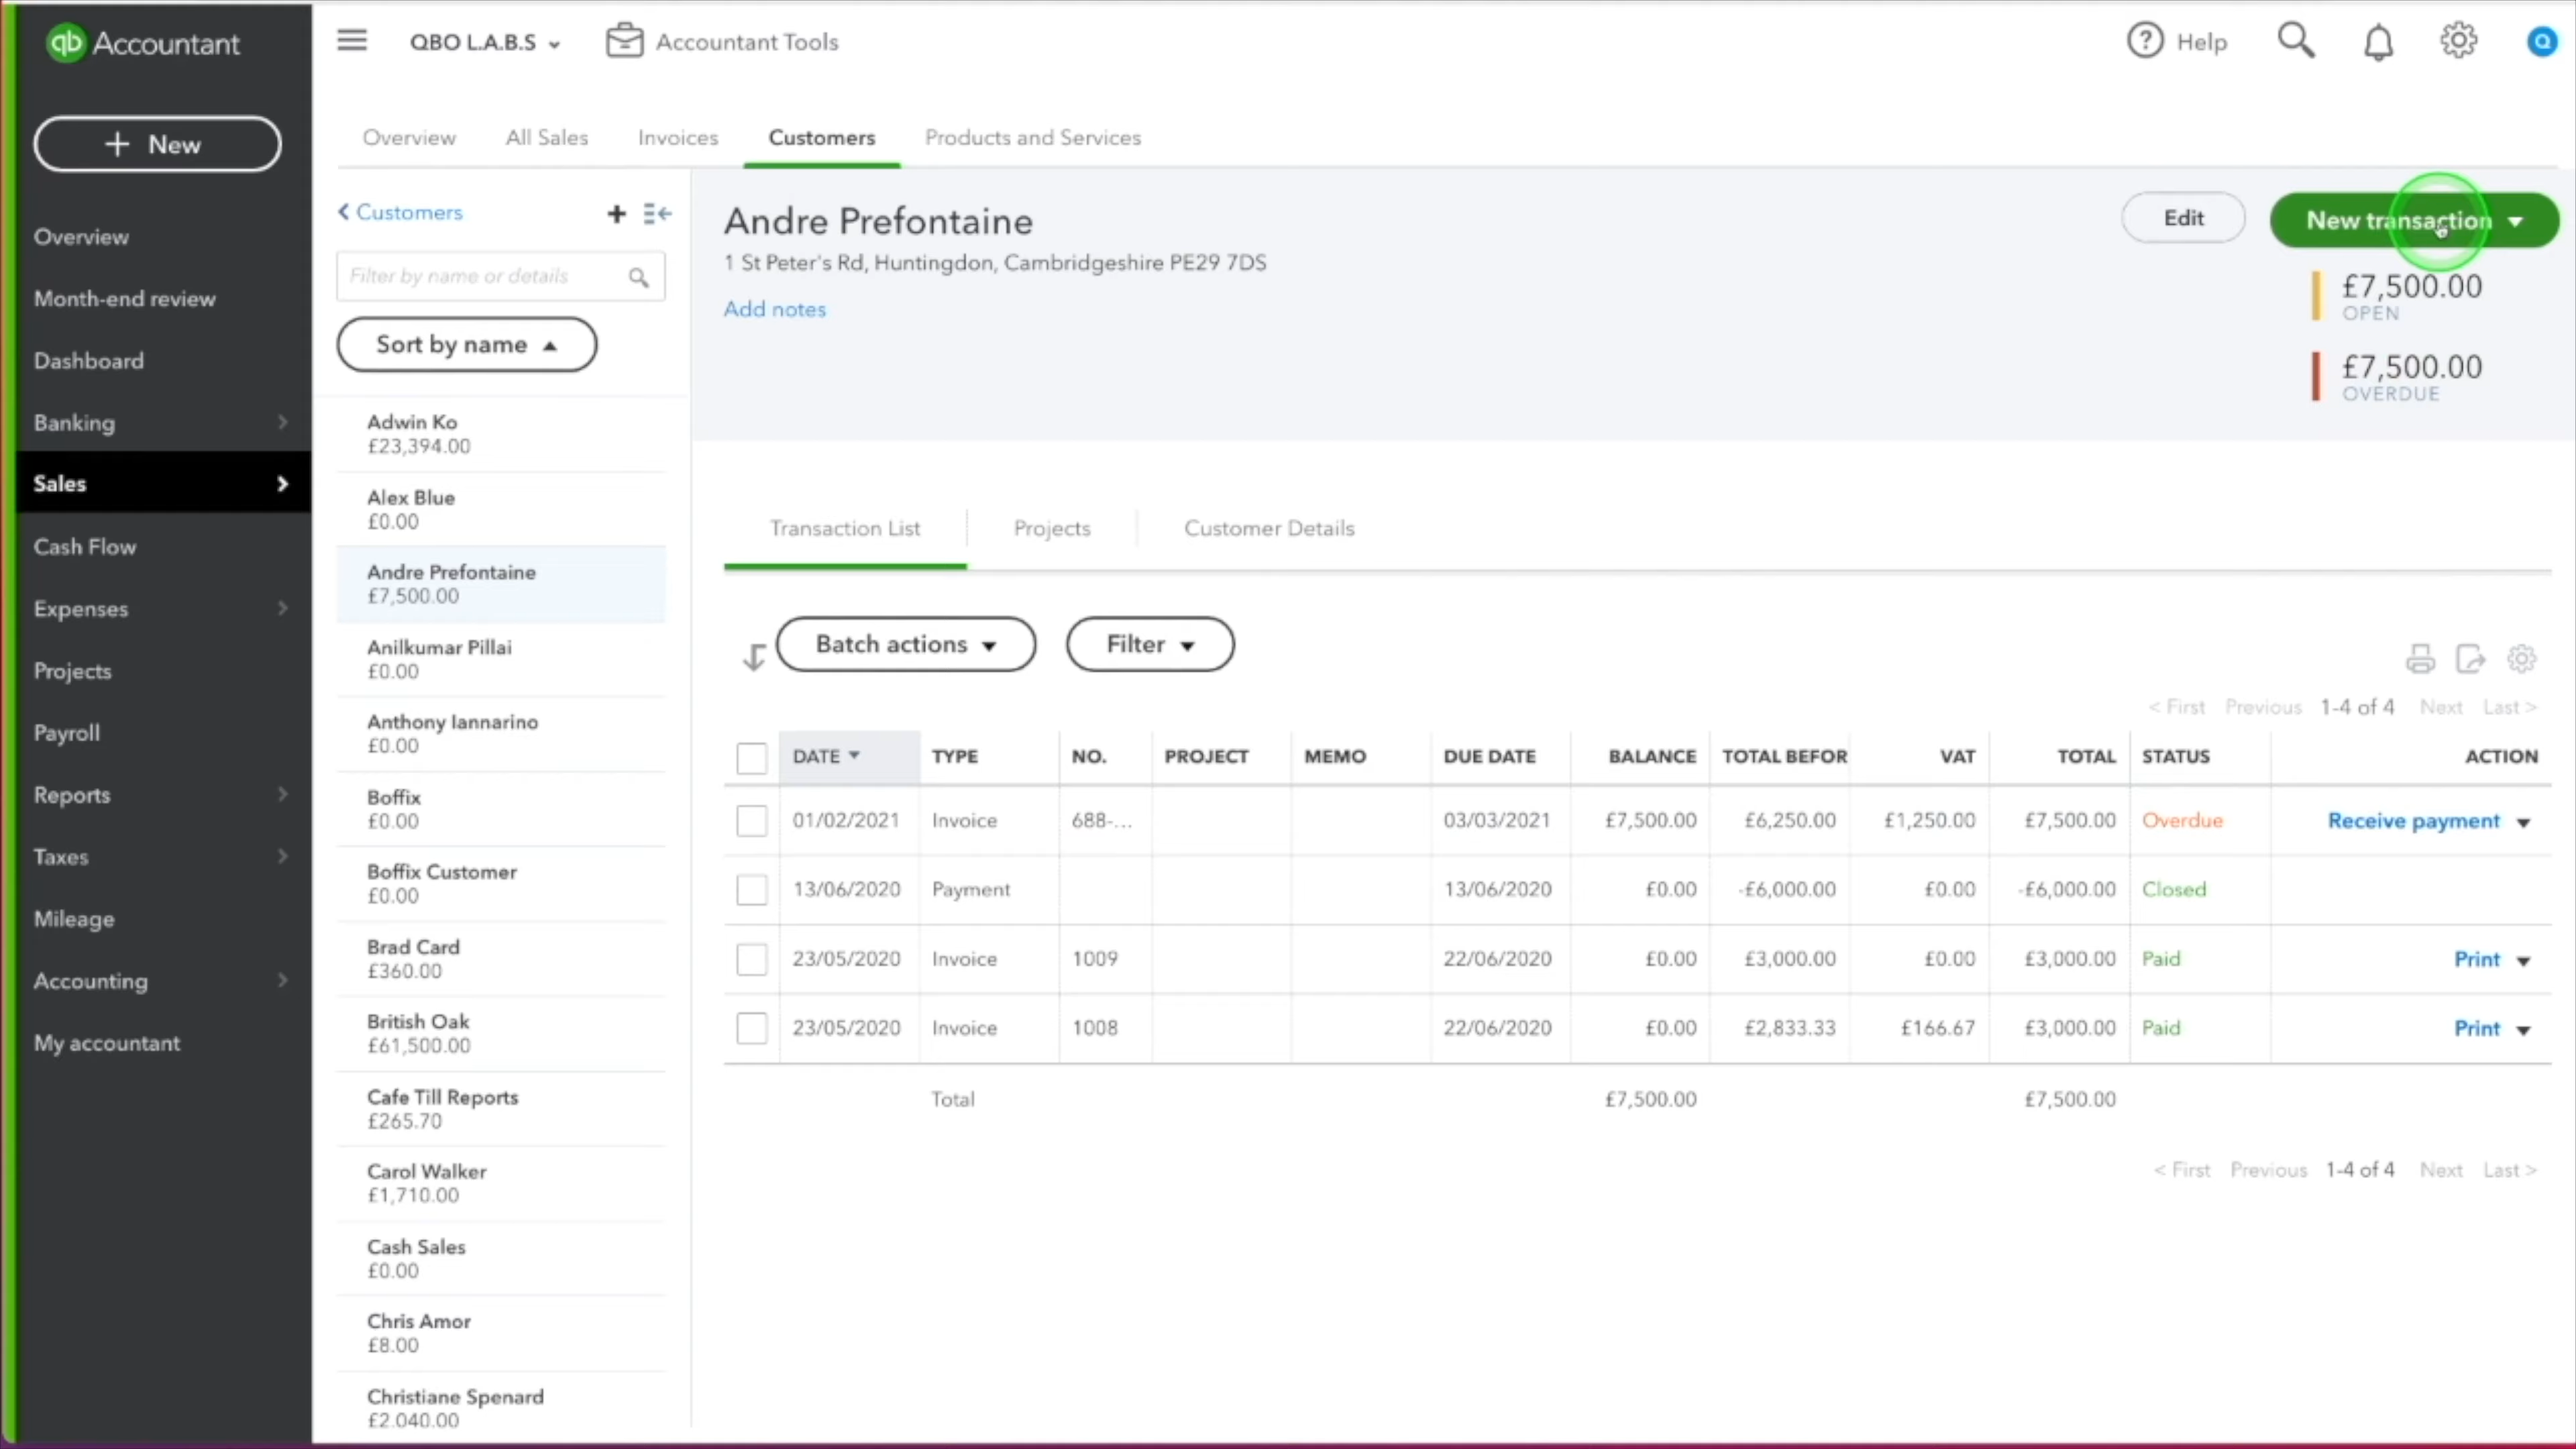 qb Accountant
QBO L.A.B.S
Accountant Tools
Help
Q
+ New
Overview
Month-end review
Dashboard
Banking
Sales
Cash Flow
Expenses
Projects
Payroll
Reports
Taxes
Mileage
Accounting
My accountant
Overview All Sales Invoices Customers Products and Services
< Customers
Filter by name or details
Sort by name
Adwin Ko
£23,394.00
Alex Blue
£0.00
Andre Prefontaine
£7,500.00
Anilkumar Pillai
£0.00
Anthony Iannarino
£0.00
Boffix
£0.00
Boffix Customer
£0.00
Brad Card
£360.00
British Oak
£61,500.00
Cafe Till Reports
£265.70
Carol Walker
£1,710.00
Cash Sales
£0.00
Chris Amor
£8.00
Christiane Spenard
£2,040.00
Andre Prefontaine
1 St Peter's Rd, Huntingdon, Cambridgeshire PE29 7DS
Add notes
Edit
New transaction
£7,500.00
OPEN
£7,500.00
OVERDUE
Transaction List Projects Customer Details
Batch actions Filter
< First Previous 1-4 of 4 Next Last >
DATE TYPE NO. PROJECT MEMO DUE DATE BALANCE TOTAL BEFOR VAT TOTAL STATUS ACTION
01/02/2021 Invoice 688-... 03/03/2021 £7,500.00 £6,250.00 £1,250.00 £7,500.00 Overdue Receive payment
13/06/2020 Payment 13/06/2020 £0.00 -£6,000.00 £0.00 -£6,000.00 Closed
23/05/2020 Invoice 1009 22/06/2020 £0.00 £3,000.00 £0.00 £3,000.00 Paid Print
23/05/2020 Invoice 1008 22/06/2020 £0.00 £2,833.33 £166.67 £3,000.00 Paid Print
Total £7,500.00 £7,500.00
< First Previous 1-4 of 4 Next Last >